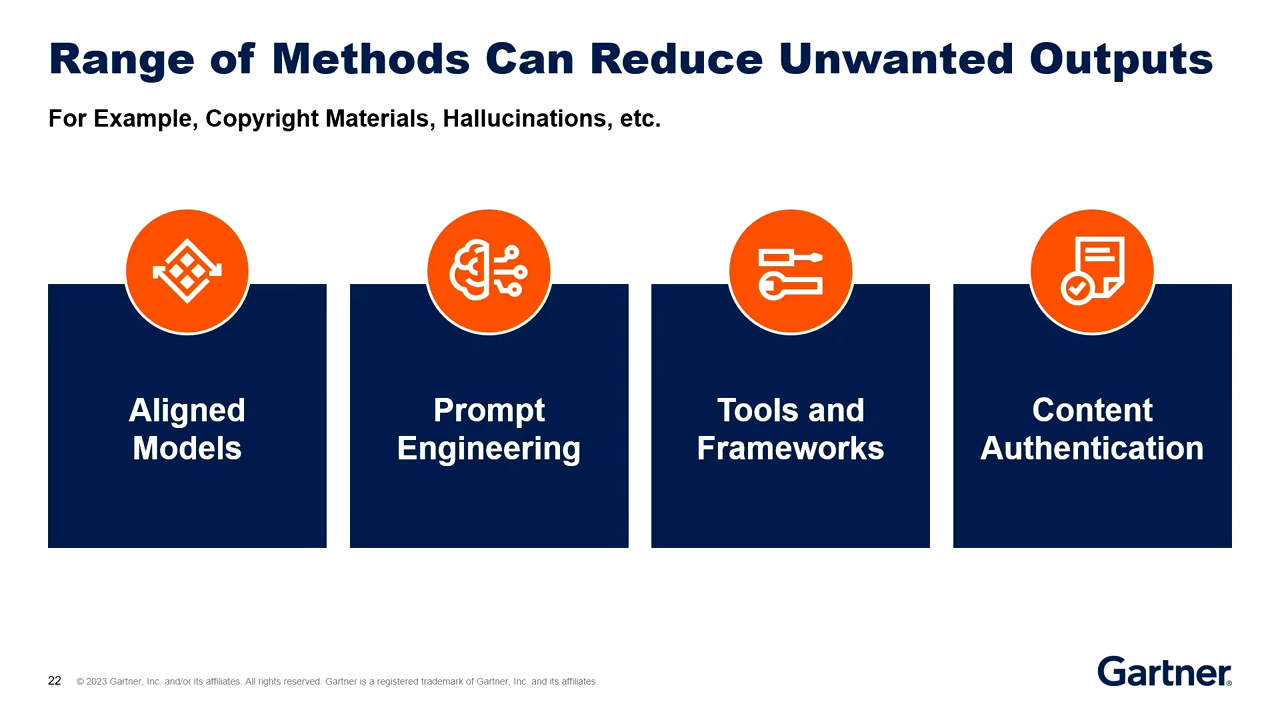 Range of Methods Can Reduce Unwanted Outputs
For Example, Copyright Materials, Hallucinations, etc.
Aligned
Models
Prompt
Engineering
Tools and
Frameworks
Content
Authentication
22 © 2023 Gartner, Inc. and/or its affiliates. All rights reserved. Gartner is a registered trademark of Gartner, Inc. and its affiliates.
Gartner®